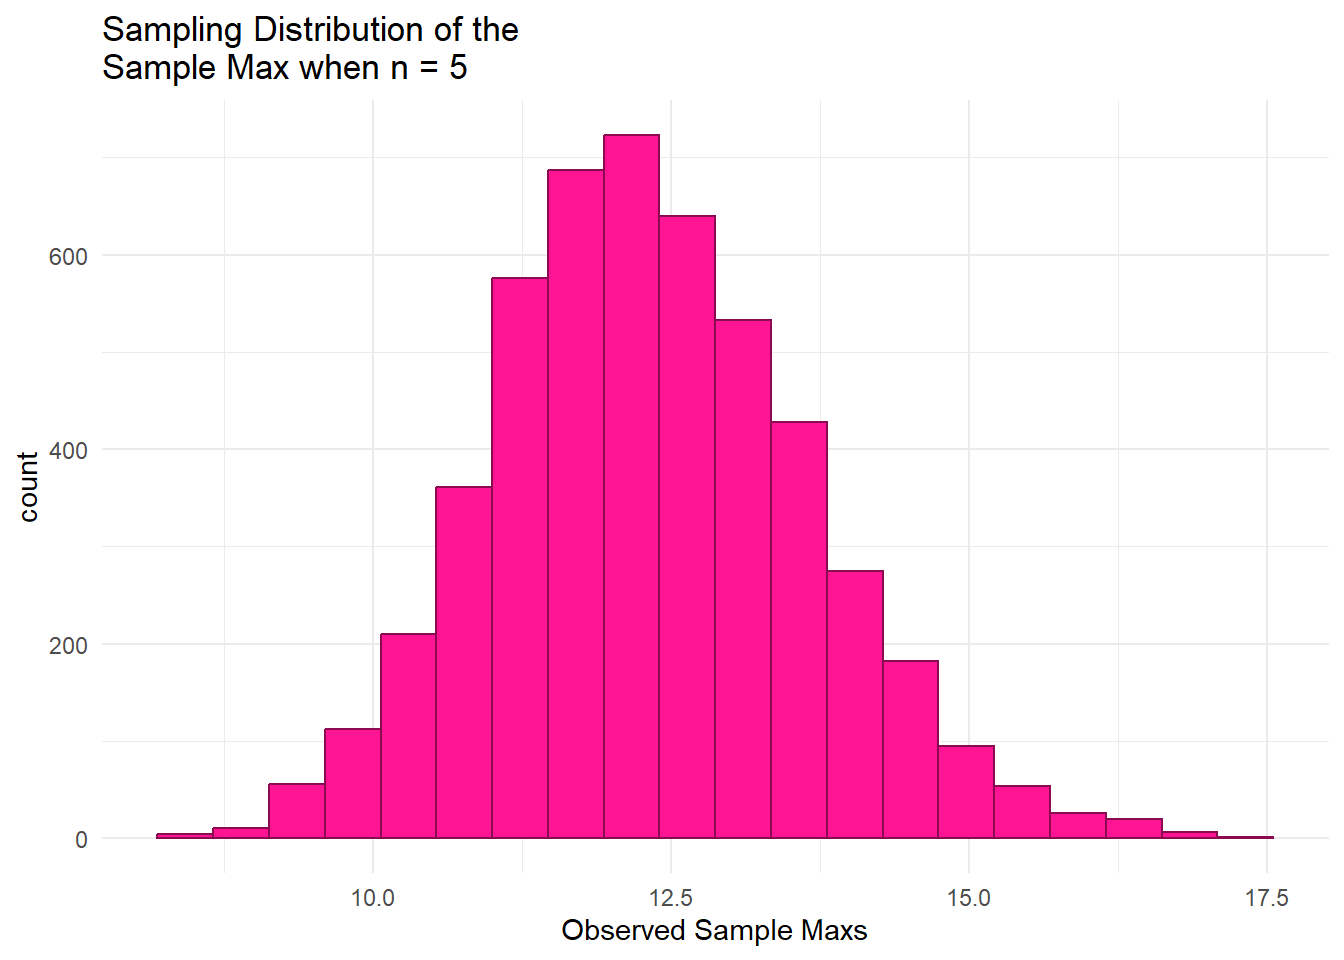 Sampling Distribution of the
Sample Max when n = 5
count
600
400
200
0
10.0
12.5
15.0
17.5
Observed Sample Maxs